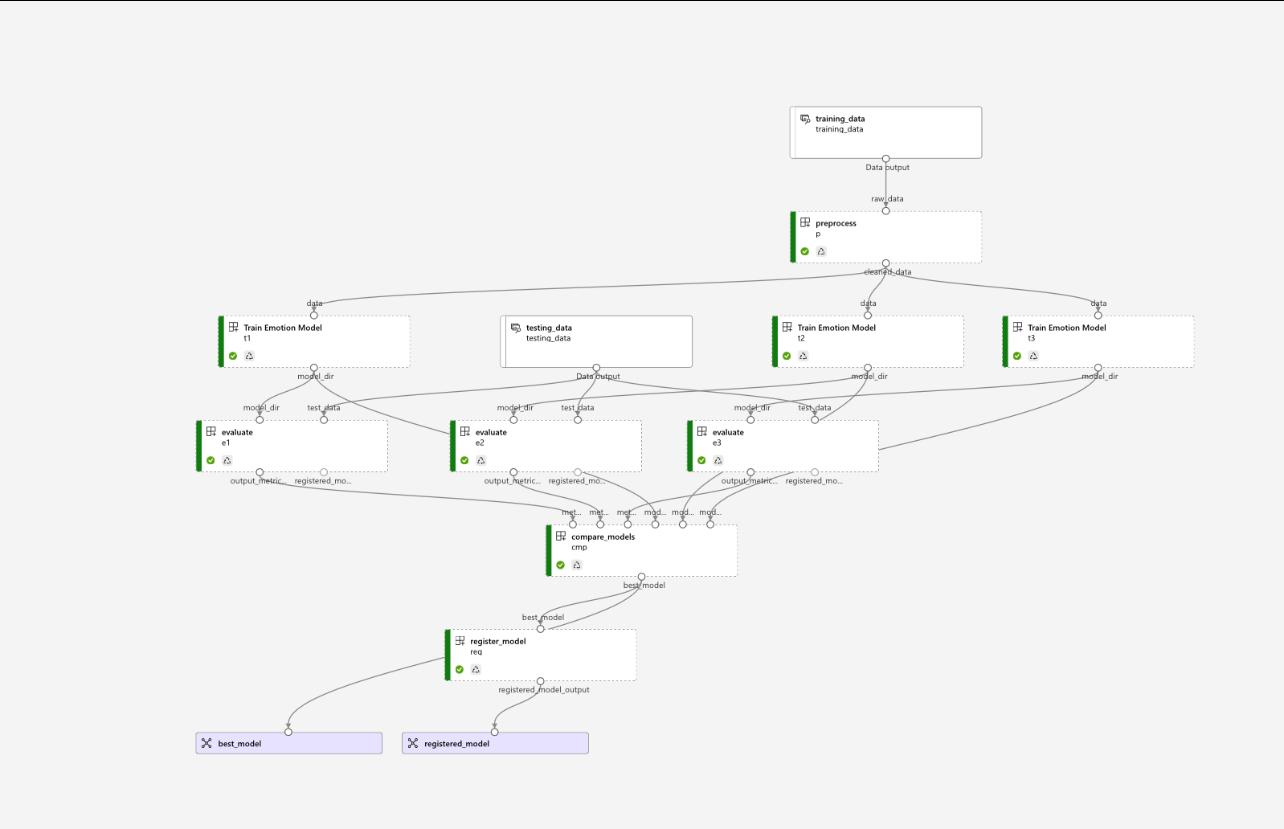 training_data
training_data
Data output
raw_data
preprocess
p
cleaned_data
data
data
data
Train Emotion Model
t1
testing_data
testing_data
Train Emotion Model
t2
Train Emotion Model
t3
model_dir
Data output
model_dir
model_dir
model_dir
test_data
model_dir
test_data
model_dir
test_data
evaluate
e1
evaluate
e2
evaluate
e3
output_metric...
registered_mo...
output_metric...
registered_mo...
output_metric...
registered_mo...
met...
met...
met...
mod...
mod...
mod...
compare_models
cmp
best_model
best_model
register_model
reg
registered_model_output
best_model
registered_model